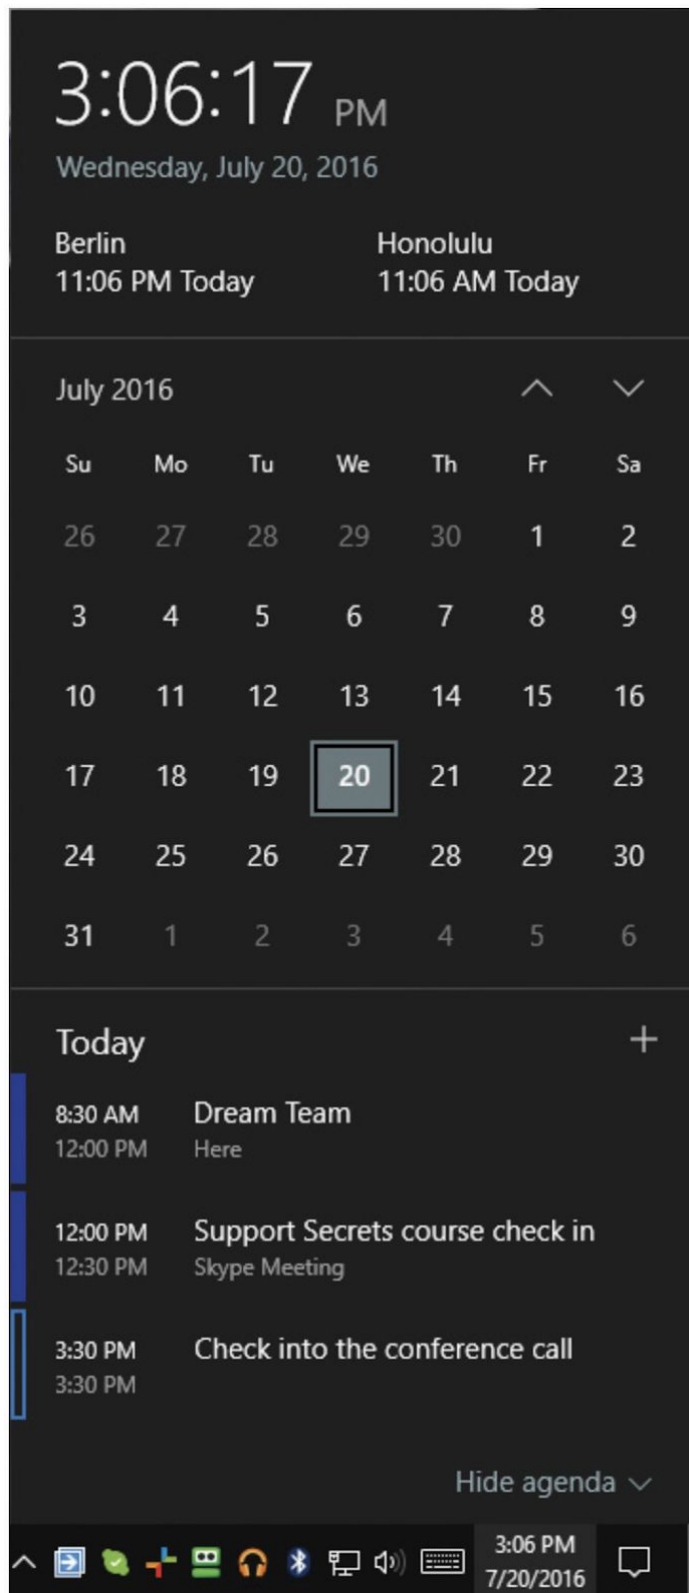 3:06:17 PM
Wednesday, July 20, 2016
Berlin Honolulu
11:06 PM Today 11:06 AM Today
July 2016
Su Mo Tu We Th Fr Sa
26 27 28 29 30 1 2
3 4 5 6 7 8 9
10 11 12 13 14 15 16
17 18 19 20 21 22 23
24 25 26 27 28 29 30
31 1 2 3 4 5 6
Today
8:30 AM Dream Team
12:00 PM Here
12:00 PM Support Secrets course check in
12:30 PM Skype Meeting
3:30 PM Check into the conference call
3:30 PM
Hide agenda
3:06 PM
7/20/2016